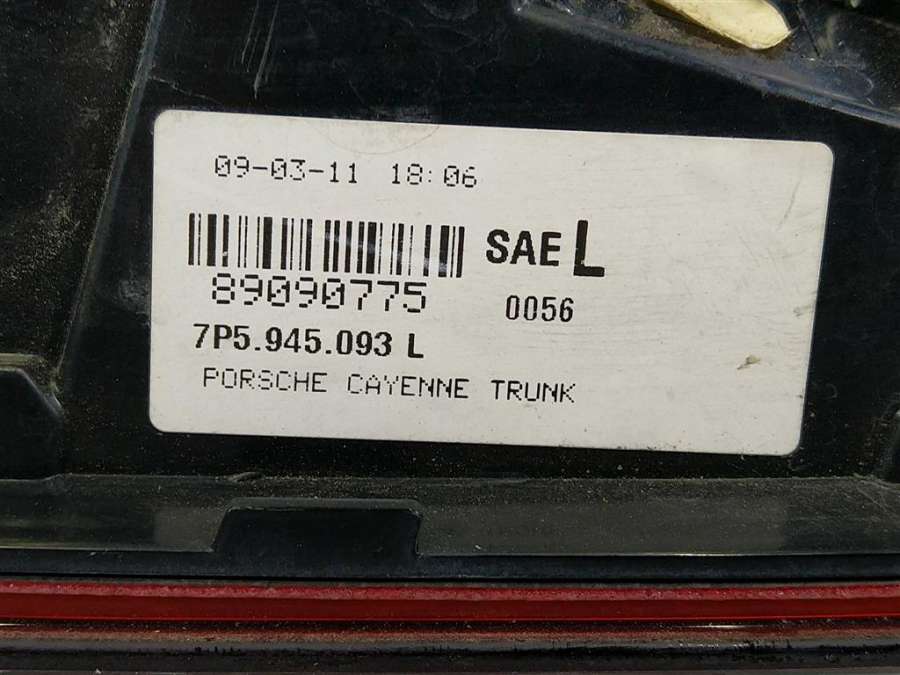 09-03-11 18:06
SAE L
89090775 0056
7P5.945.093 L
PORSCHE CAYENNE TRUNK